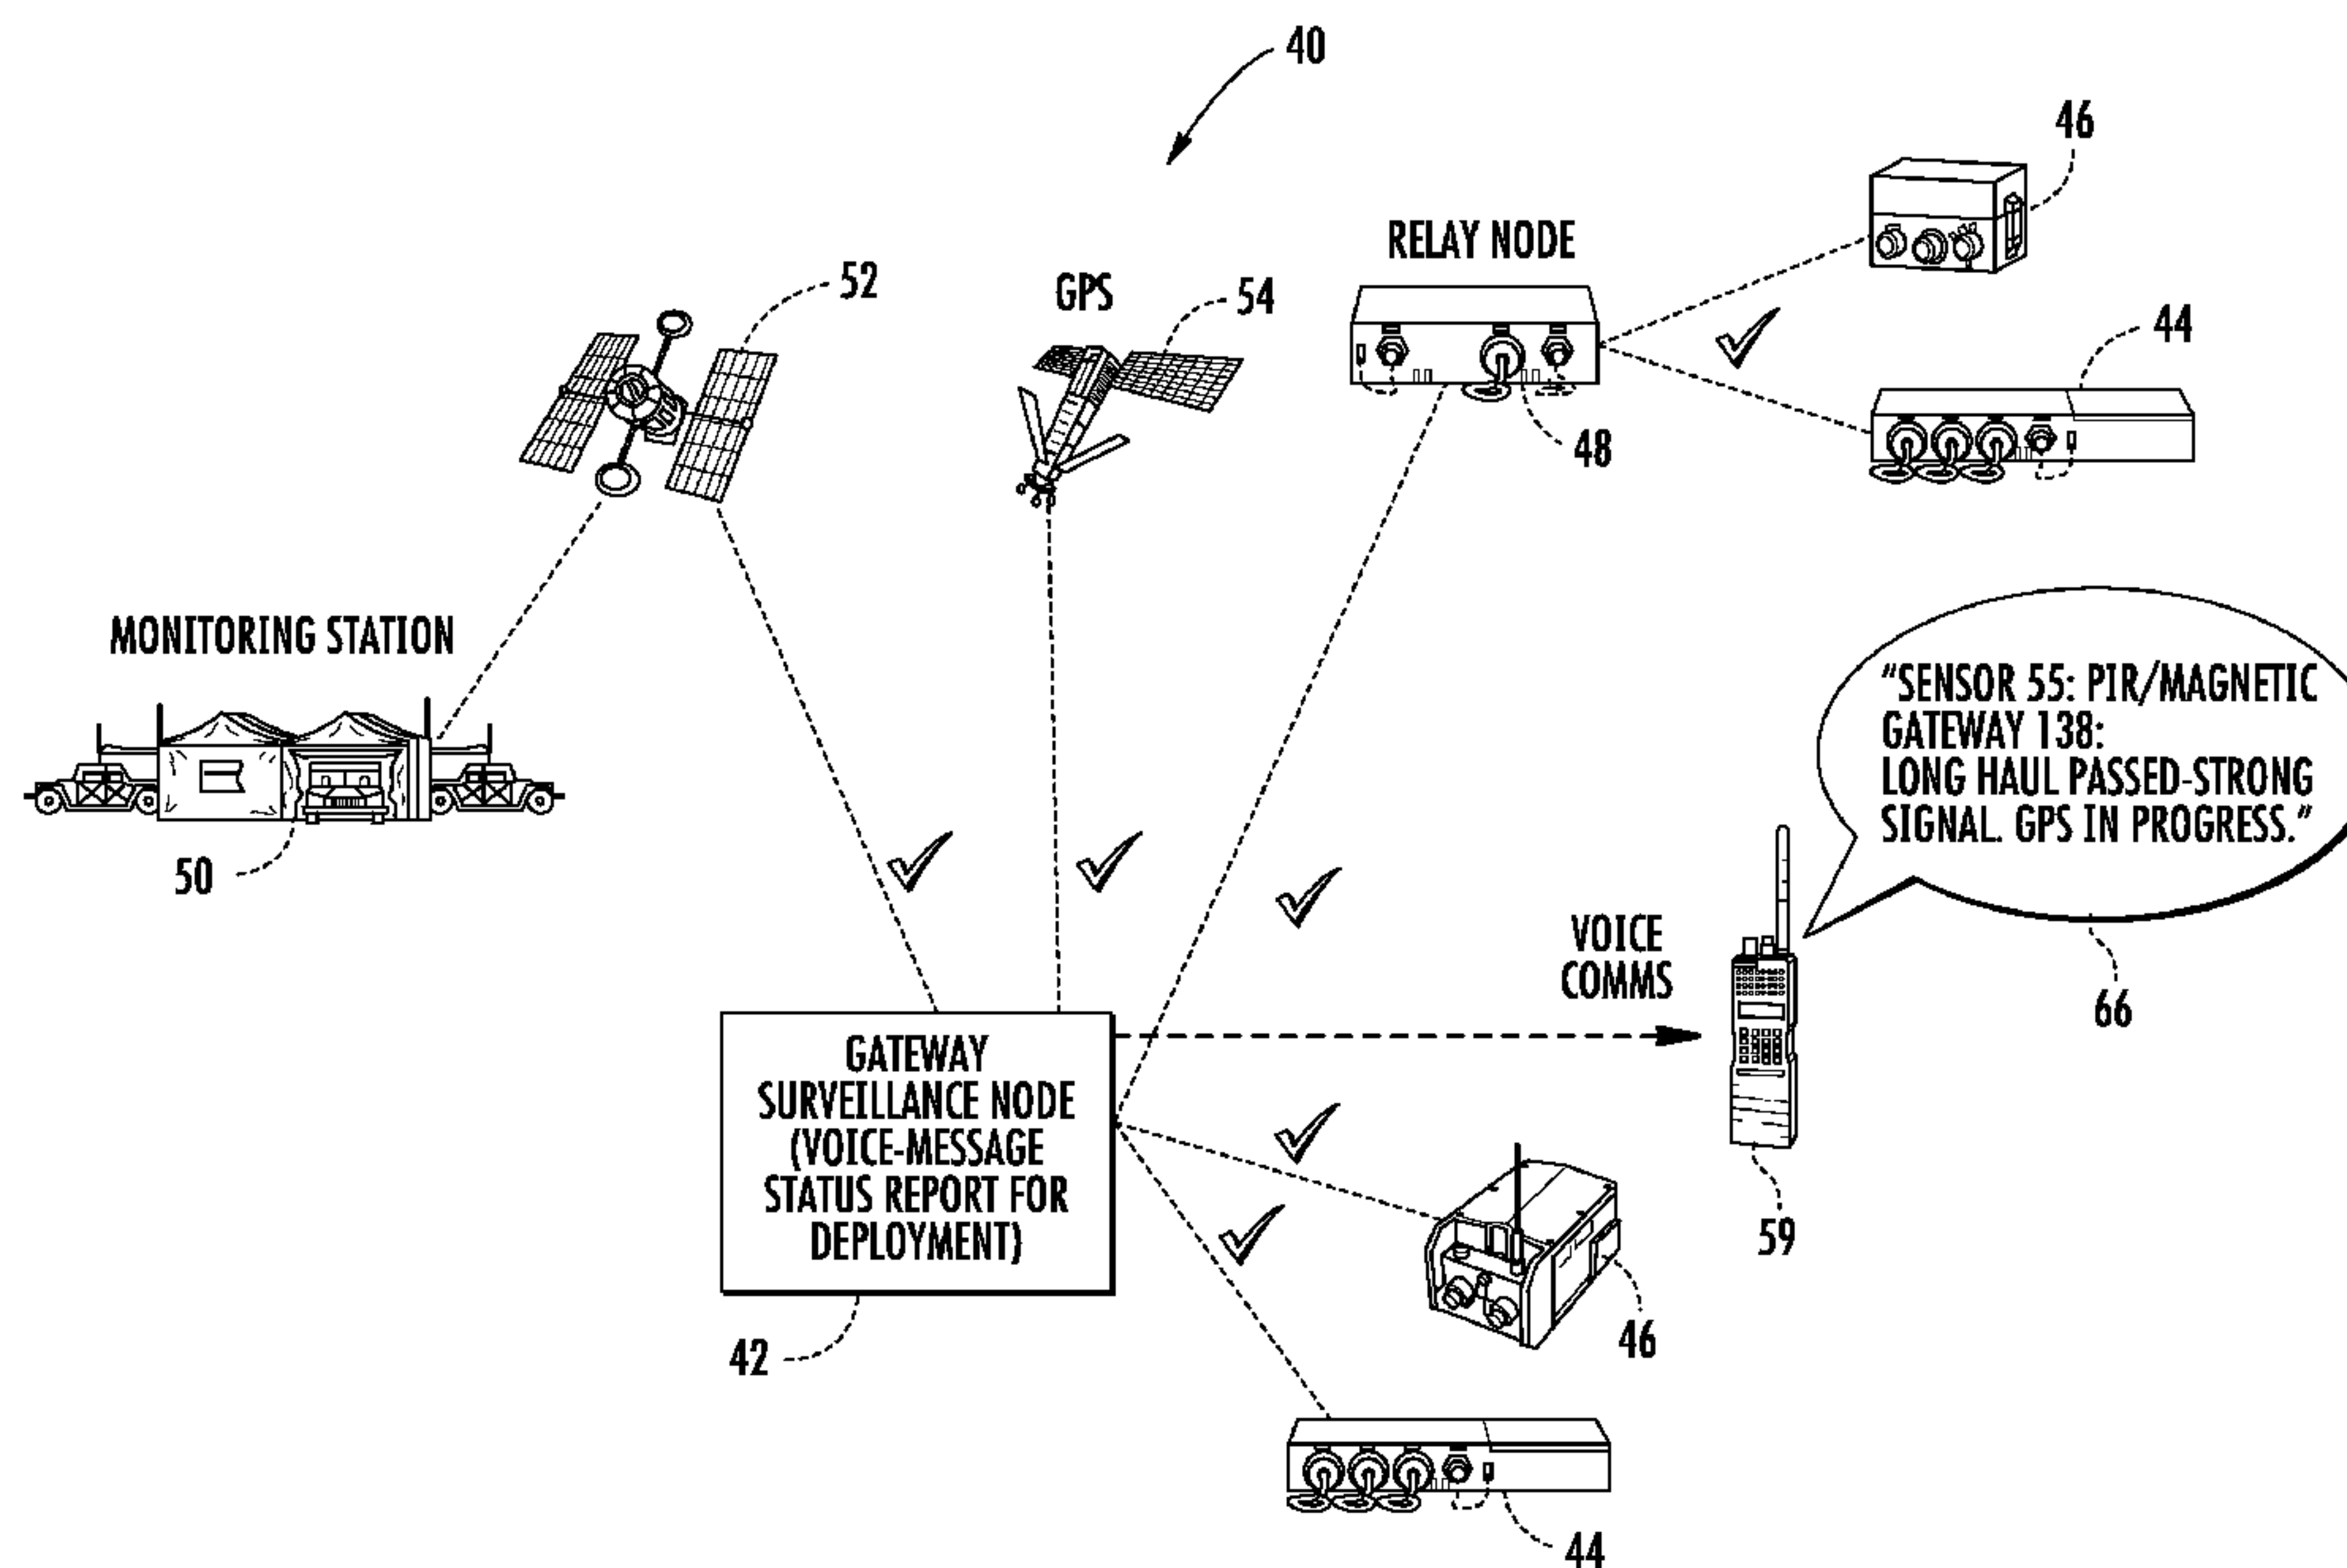 40
46
RELAY NODE
52
GPS
54
44
48
MONITORING STATION
"SENSOR 55: PIR/MAGNETIC
GATEWAY 138:
LONG HAUL PASSED-STRONG
SIGNAL. GPS IN PROGRESS."
50
VOICE
COMMS
66
GATEWAY
SURVEILLANCE NODE
(VOICE-MESSAGE
STATUS REPORT FOR
DEPLOYMENT)
59
46
42
44